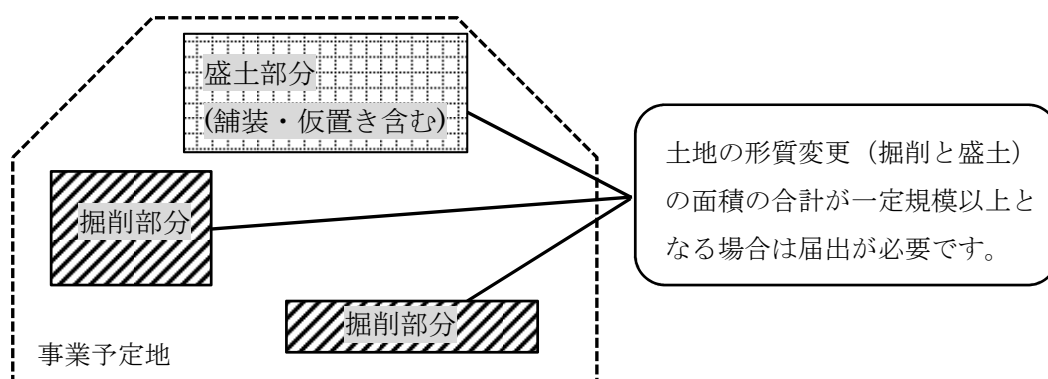 盛土部分
(舗装・仮置き含む)
土地の形質変更（掘削と盛土）
の面積の合計が一定規模以上と
なる場合は届出が必要です。
掘削部分
掘削部分
事業予定地